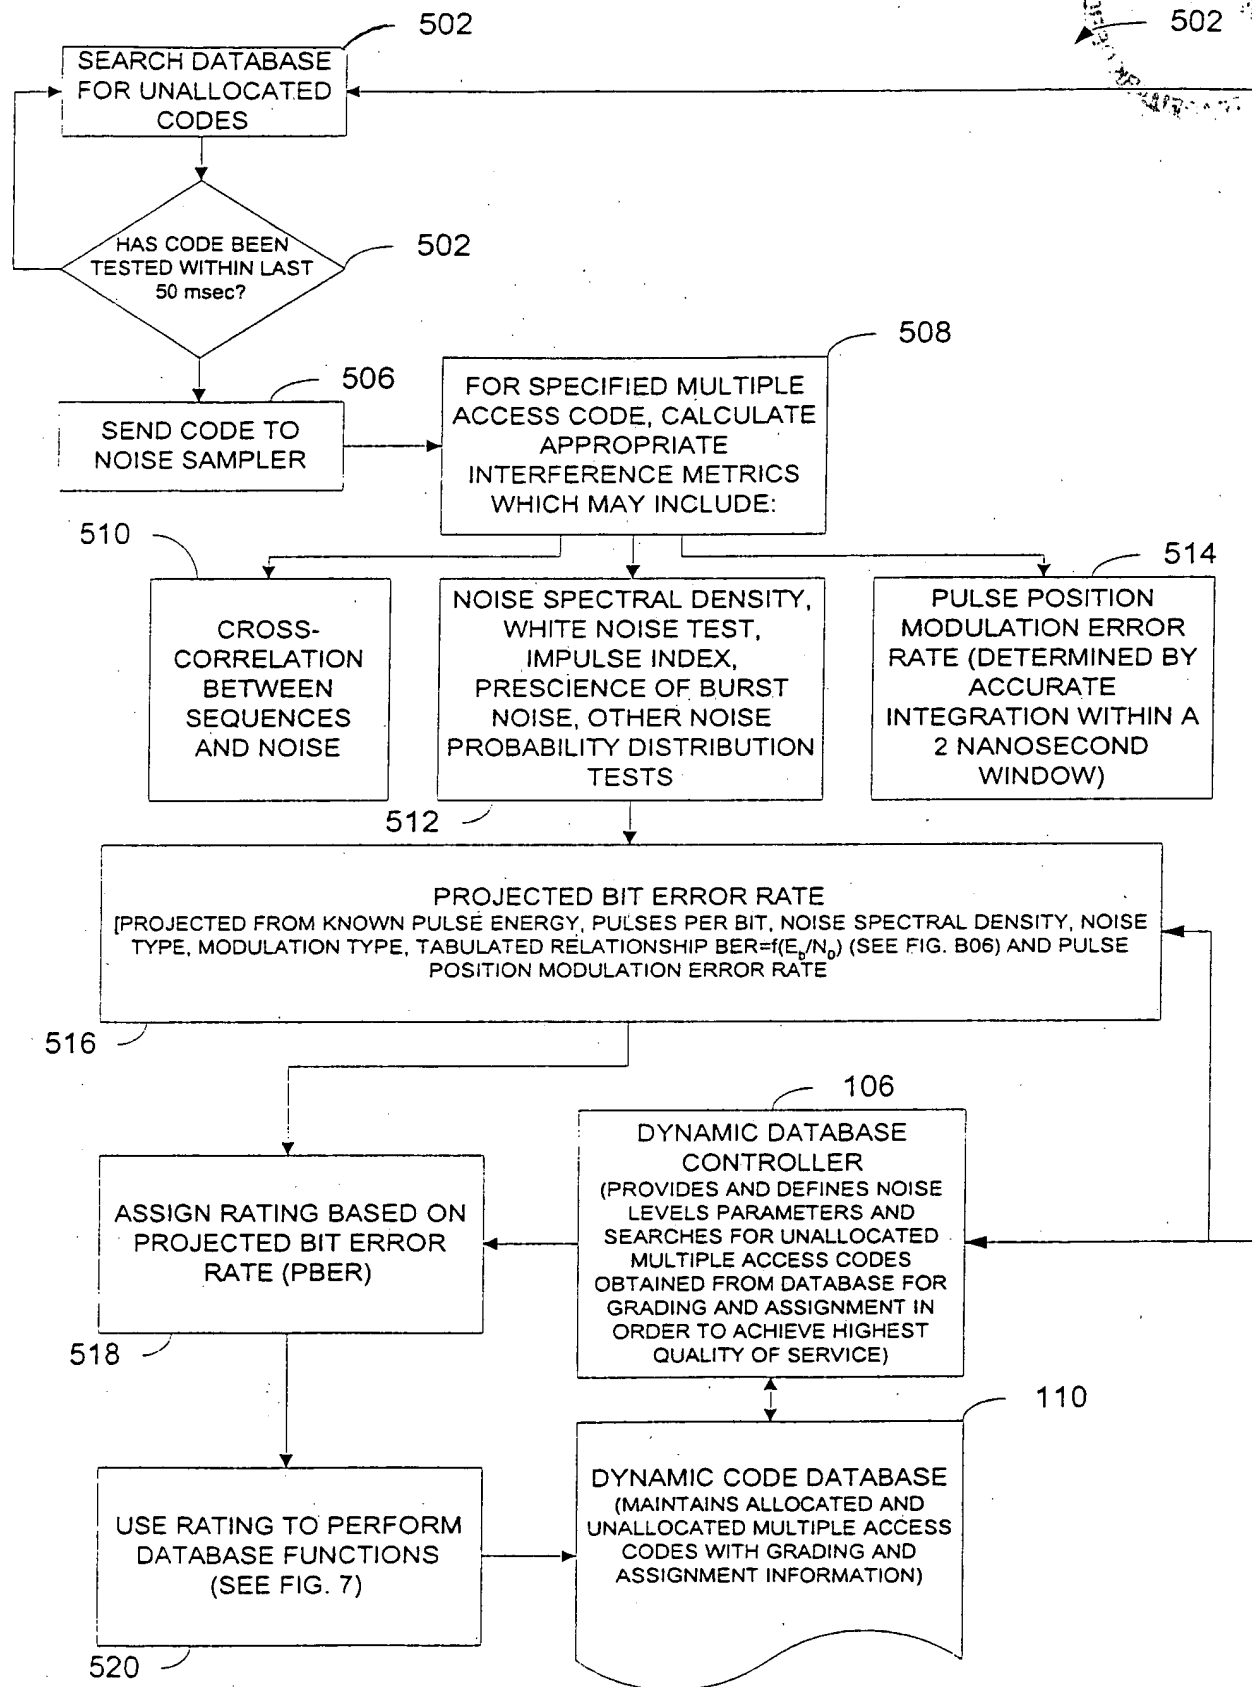 502
502
SEARCH DATABASE
FOR UNALLOCATED
CODES
HAS CODE BEEN
TESTED WITHIN LAST
50 msec?
502
506
SEND CODE TO
NOISE SAMPLER
508
FOR SPECIFIED MULTIPLE
ACCESS CODE, CALCULATE
APPROPRIATE
INTERFERENCE METRICS
WHICH MAY INCLUDE:
510
CROSS-
CORRELATION
BETWEEN
SEQUENCES
AND NOISE
NOISE SPECTRAL DENSITY,
WHITE NOISE TEST,
IMPULSE INDEX,
PRESCIENCE OF BURST
NOISE, OTHER NOISE
PROBABILITY DISTRIBUTION
TESTS
512
514
PULSE POSITION
MODULATION ERROR
RATE (DETERMINED BY
ACCURATE
INTEGRATION WITHIN A
2 NANOSECOND
WINDOW)
PROJECTED BIT ERROR RATE
[PROJECTED FROM KNOWN PULSE ENERGY, PULSES PER BIT, NOISE SPECTRAL DENSITY, NOISE
TYPE, MODULATION TYPE, TABULATED RELATIONSHIP BER=f(E_b/N_0) (SEE FIG. B06) AND PULSE
POSITION MODULATION ERROR RATE
516
106
DYNAMIC DATABASE
CONTROLLER
(PROVIDES AND DEFINES NOISE
LEVELS PARAMETERS AND
SEARCHES FOR UNALLOCATED
MULTIPLE ACCESS CODES
OBTAINED FROM DATABASE FOR
GRADING AND ASSIGNMENT IN
ORDER TO ACHIEVE HIGHEST
QUALITY OF SERVICE)
ASSIGN RATING BASED ON
PROJECTED BIT ERROR
RATE (PBER)
518
110
DYNAMIC CODE DATABASE
(MAINTAINS ALLOCATED AND
UNALLOCATED MULTIPLE ACCESS
CODES WITH GRADING AND
ASSIGNMENT INFORMATION)
USE RATING TO PERFORM
DATABASE FUNCTIONS
(SEE FIG. 7)
520